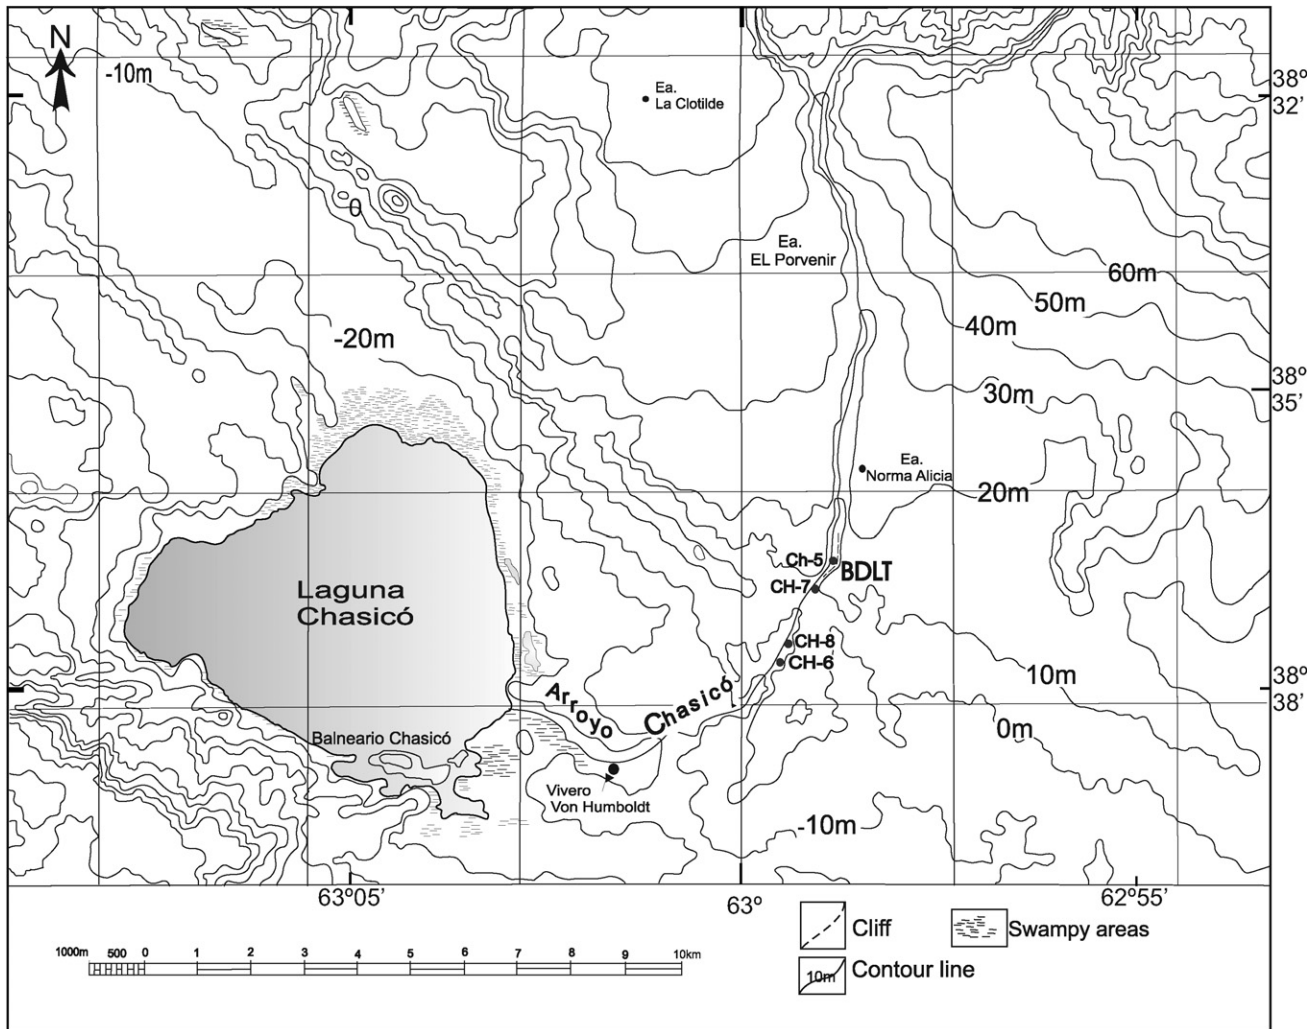 N
-10m
Ea.
La Clotilde
38º
32'
0
Ea.
EL Porvenir
60m
50m
40m
-20m
30m
38º
35'
Ea.
Norma Alicia
20m
Ch-5
BDLT
CH-7
Laguna
Chasicó
CH-8
CH-6
10m
38º
38'
Arroyo Chasicó
0m
Balneario Chasicó
Vivero
Von Humboldt
-10m
63º05'
63º
62º55'
Cliff
Swampy areas
1000m 500 0 1 2 3 4 5 6 7 8 9 10km
10m
Contour line